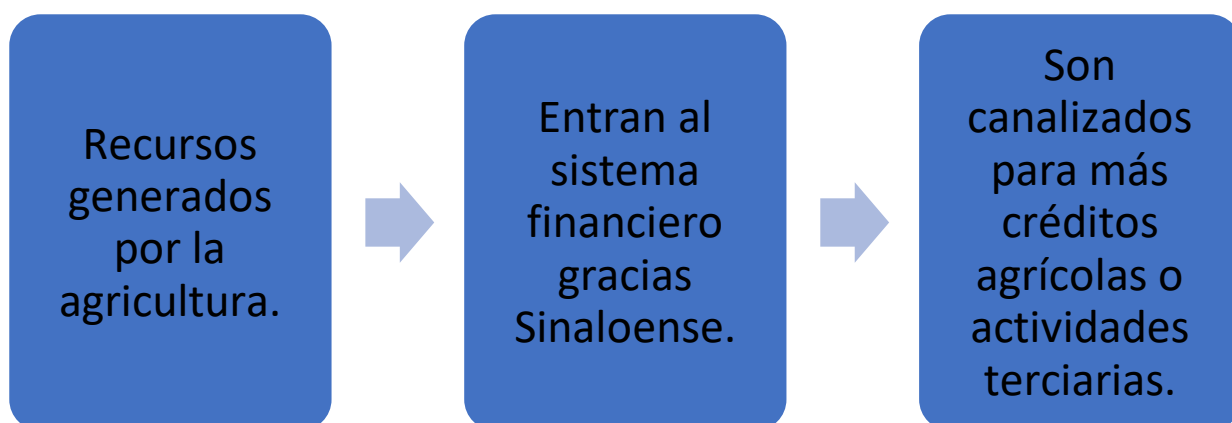 Recursos
generados
por la
agricultura.
Entran al
sistema
financiero
gracias
Sinaloense.
Son
canalizados
para más
créditos
agrícolas o
actividades
terciarias.